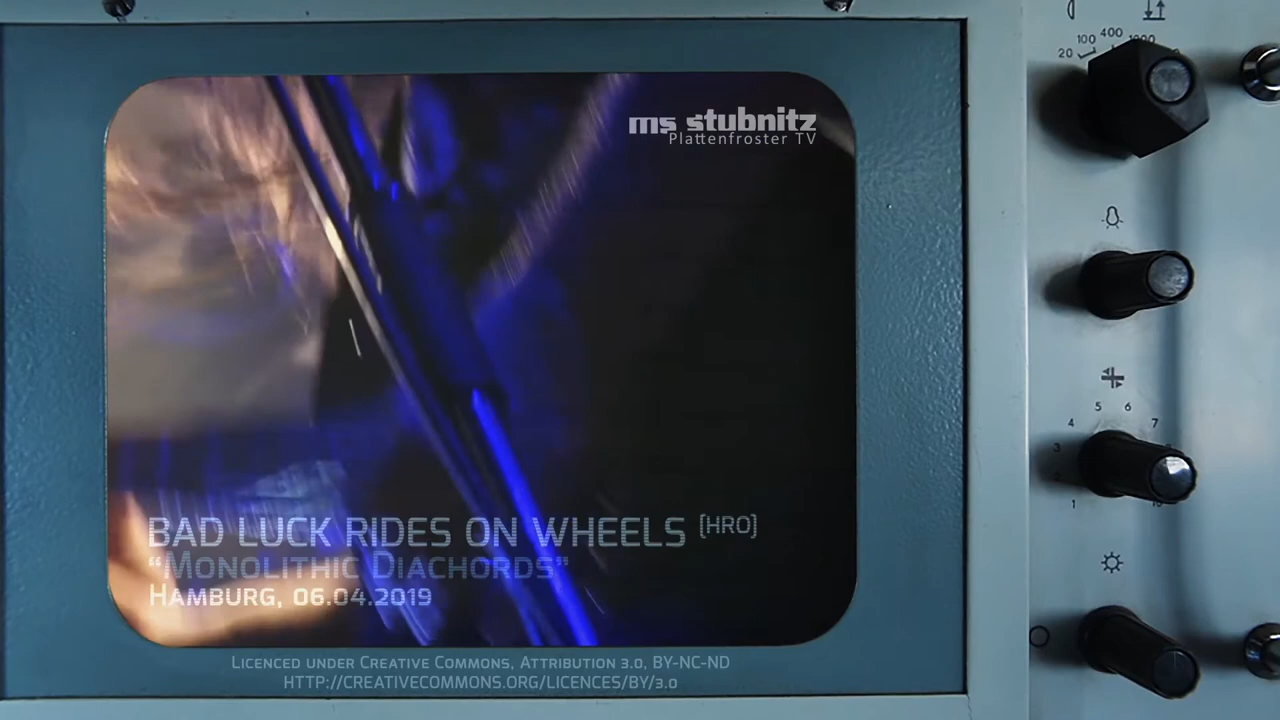 20 100 400 1000
ms stubnitz
Plattenfroster TV
5 6
4 7
3
2
1 10
BAD LUCK RIDES ON WHEELS [HRO]
"MONOLITHIC DIACHORDS"
HAMBURG, 06.04.2019
LICENCED UNDER CREATIVE COMMONS, ATTRIBUTION 3.0, BY-NC-ND
HTTP://CREATIVECOMMONS.ORG/LICENCES/BY/3.0